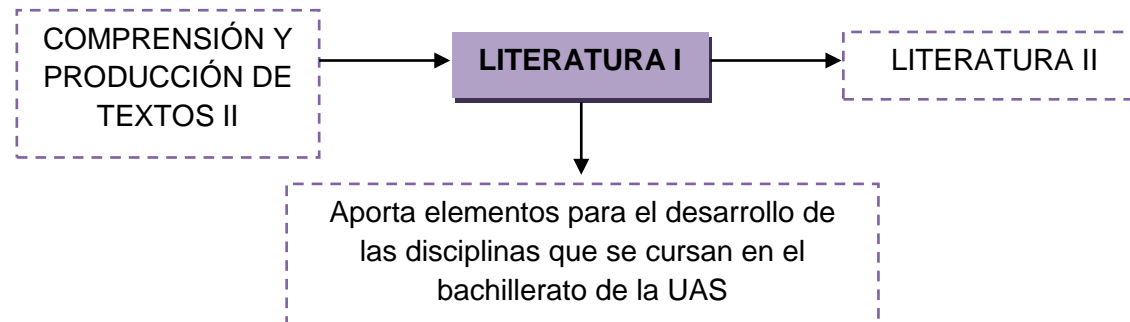 COMPRENSIÓN Y
PRODUCCIÓN DE
TEXTOS II
LITERATURA I
LITERATURA II
Aporta elementos para el desarrollo de
las disciplinas que se cursan en el
bachillerato de la UAS